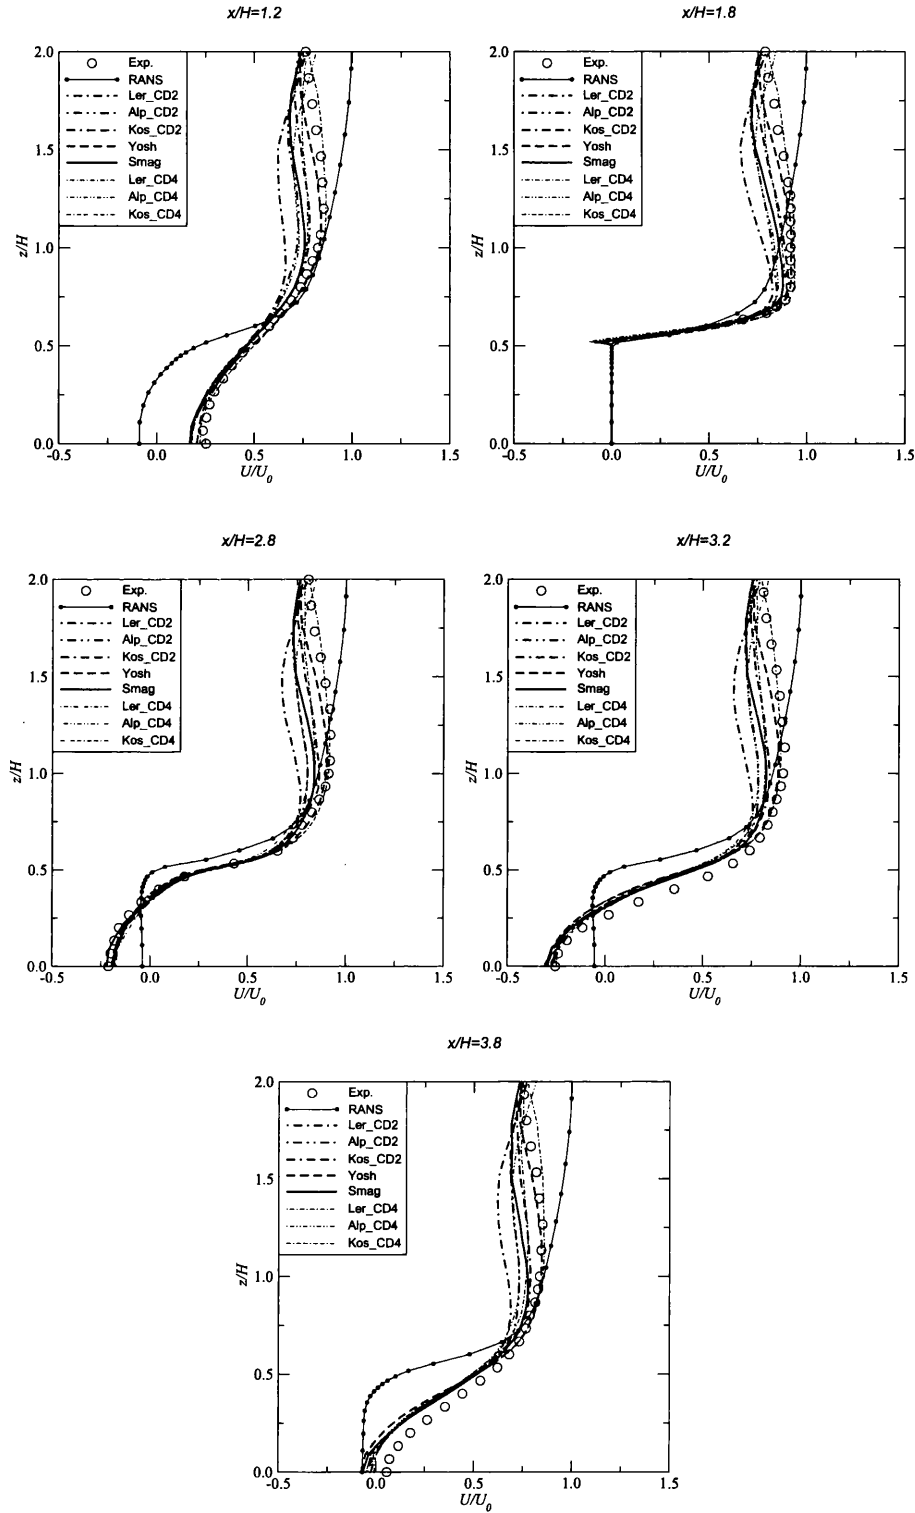 x/H=1.2
2.0
1.5
1.0
0.5
0.0
z/H
Exp.
RANS
Ler_CD2
Alp_CD2
Kos_CD2
Yosh
Smag
Ler_CD4
Alp_CD4
Kos_CD4
-0.5 0.0 0.5 1.0 1.5
U/U0
x/H=1.8
2.0
1.5
1.0
0.5
0.0
z/H
Exp.
RANS
Ler_CD2
Alp_CD2
Kos_CD2
Yosh
Smag
Ler_CD4
Alp_CD4
Kos_CD4
-0.5 0.0 0.5 1.0 1.5
U/U0
x/H=2.8
2.0
1.5
1.0
0.5
0.0
z/H
Exp.
RANS
Ler_CD2
Alp_CD2
Kos_CD2
Yosh
Smag
Ler_CD4
Alp_CD4
Kos_CD4
-0.5 0.0 0.5 1.0 1.5
U/U0
x/H=3.2
2.0
1.5
1.0
0.5
0.0
z/H
Exp.
RANS
Ler_CD2
Alp_CD2
Kos_CD2
Yosh
Smag
Ler_CD4
Alp_CD4
Kos_CD4
-0.5 0.0 0.5 1.0 1.5
U/U0
x/H=3.8
2.0
1.5
1.0
0.5
0.0
z/H
Exp.
RANS
Ler_CD2
Alp_CD2
Kos_CD2
Yosh
Smag
Ler_CD4
Alp_CD4
Kos_CD4
-0.5 0.0 0.5 1.0 1.5
U/U0